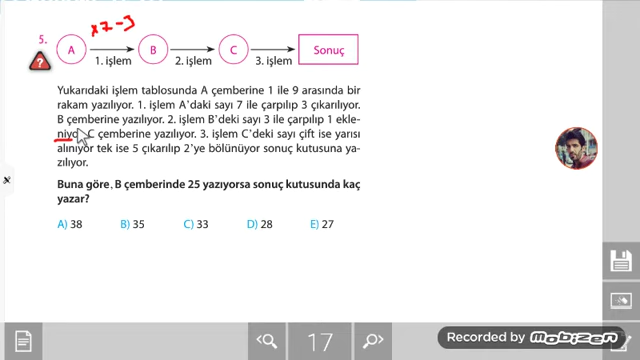 x7-3
5.
A
B
C
Sonuç
1. işlem
2. işlem
3. işlem
Yukarıdaki işlem tablosunda A çemberine 1 ile 9 arasında bir
rakam yazılıyor. 1. işlem A'daki sayı 7 ile çarpılıp 3 çıkarılıyor.
B çemberine yazılıyor. 2. işlem B'deki sayı 3 ile çarpılıp 1 ekle-
niyo C çemberine yazılıyor. 3. işlem C'deki sayı çift ise yarısı
alınıyor tek ise 5 çıkarılıp 2'ye bölünüyor sonuç kutusuna ya-
zılıyor.
Buna göre, B çemberinde 25 yazıyorsa sonuç kutusunda kaç
yazar?
A) 38
B) 35
C) 33
D) 28
E) 27
17
Recorded by
MOBIZEN